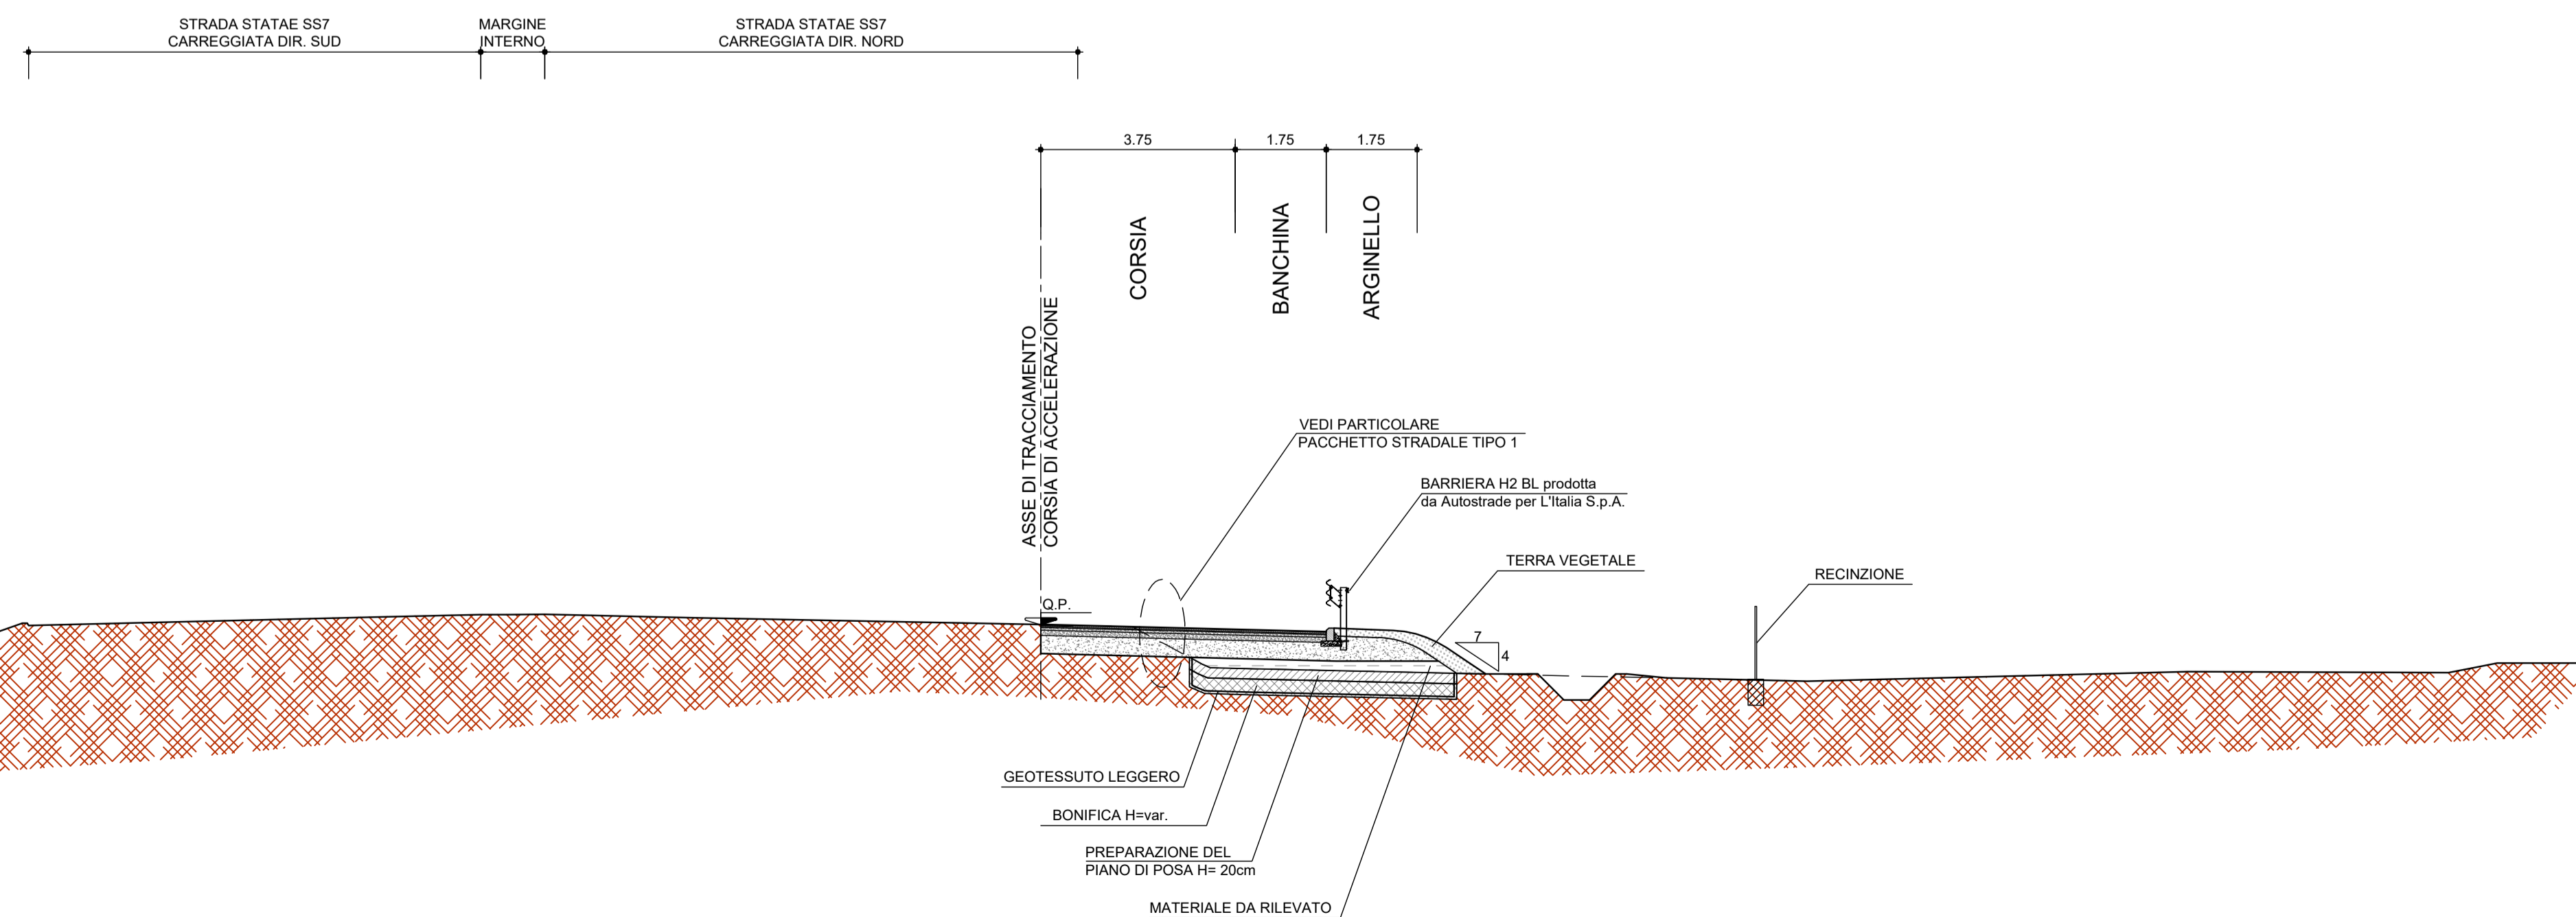 STRADA STATAE SS7
CARREGGIATA DIR. SUD
MARGINE
INTERNO
STRADA STATAE SS7
CARREGGIATA DIR. NORD
3.75
1.75
1.75
CORSIA
BANCHINA
ARGINELLO
ASSE DI TRACCIAMENTO
CORSIA DI ACCELERAZIONE
VEDI PARTICOLARE
PACCHETTO STRADALE TIPO 1
BARRIERA H2 BL prodotta
da Autostrade per L'Italia S.p.A.
TERRA VEGETALE
RECINZIONE
Q.P.
7
4
GEOTESSUTO LEGGERO
BONIFICA H=var.
PREPARAZIONE DEL
PIANO DI POSA H= 20cm
MATERIALE DA RILEVATO